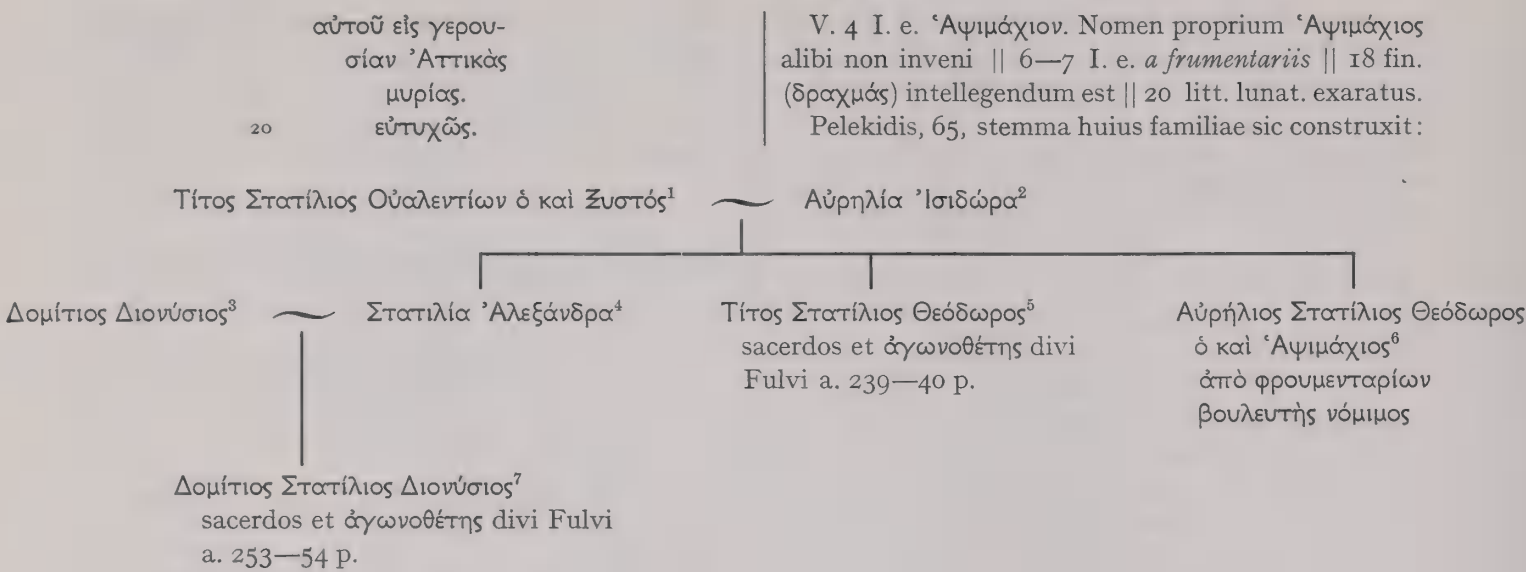 αὐτοῦ εἰς γερου-
σίαν Ἀττικὰς
μυρίας.
20 εὐτυχῶς.
V. 4 I. e. Ἁψιμάχιον. Nomen proprium Ἁψιμάχιος
alibi non inveni || 6—7 I. e. a frumentariis || 18 fin.
(δραχμάς) intellegendum est || 20 litt. lunat. exaratus.
Pelekidis, 65, stemma huius familiae sic construxit:
Τίτος Στατίλιος Οὐαλεντίων ὁ καὶ Ξυστός¹ ~ Αὐρηλία Ἰσιδώρα²
Δομίτιος Διονύσιος³ ~ Στατιλία Ἀλεξάνδρα⁴ Τίτος Στατίλιος Θεόδωρος⁵ Αὐρήλιος Στατίλιος Θεόδωρος
sacerdos et ἀγωνοθέτης divi ὁ καὶ Ἁψιμάχιος⁶
Fulvi a. 239—40 p. ἀπὸ φρουμενταρίων
βουλευτὴς νόμιμος
Δομίτιος Στατίλιος Διονύσιος⁷
sacerdos et ἀγωνοθέτης divi Fulvi
a. 253—54 p.